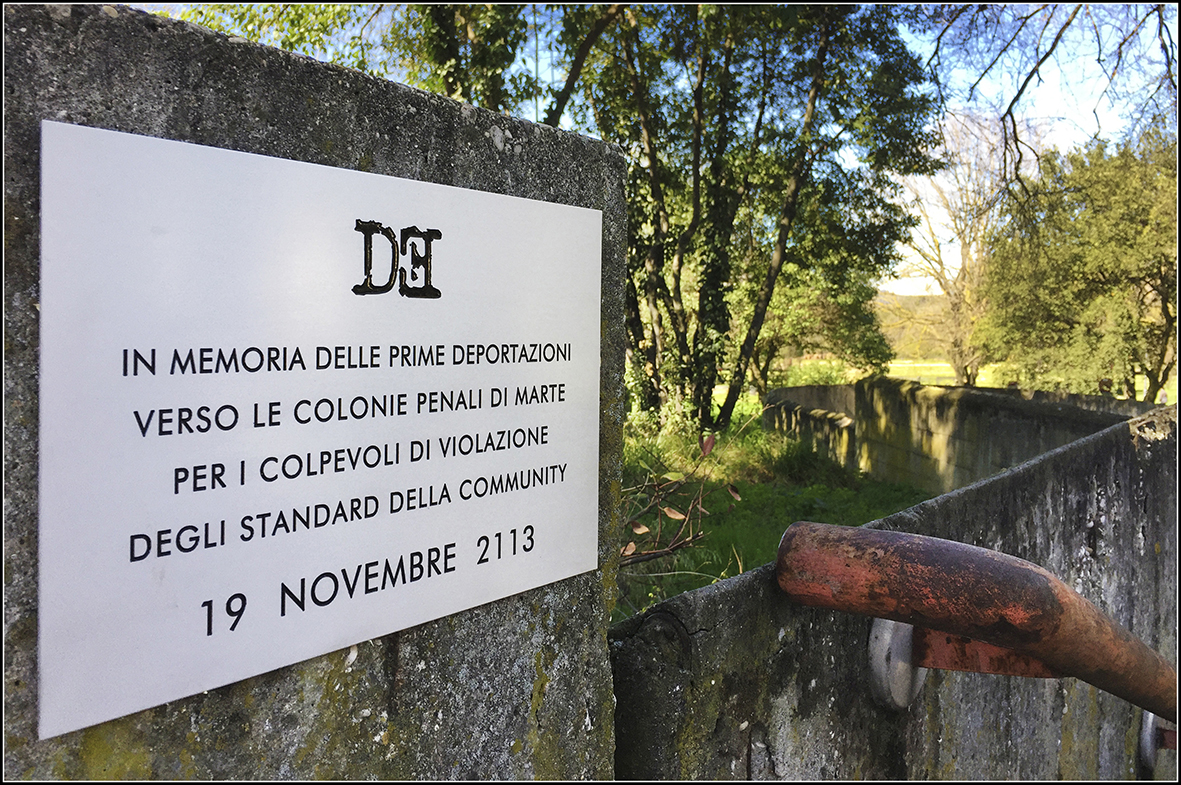 DE
IN MEMORIA DELLE PRIME DEPORTAZIONI
VERSO LE COLONIE PENALI DI MARTE
PER I COLPEVOLI DI VIOLAZIONE
DEGLI STANDARD DELLA COMMUNITY
19 NOVEMBRE 2113